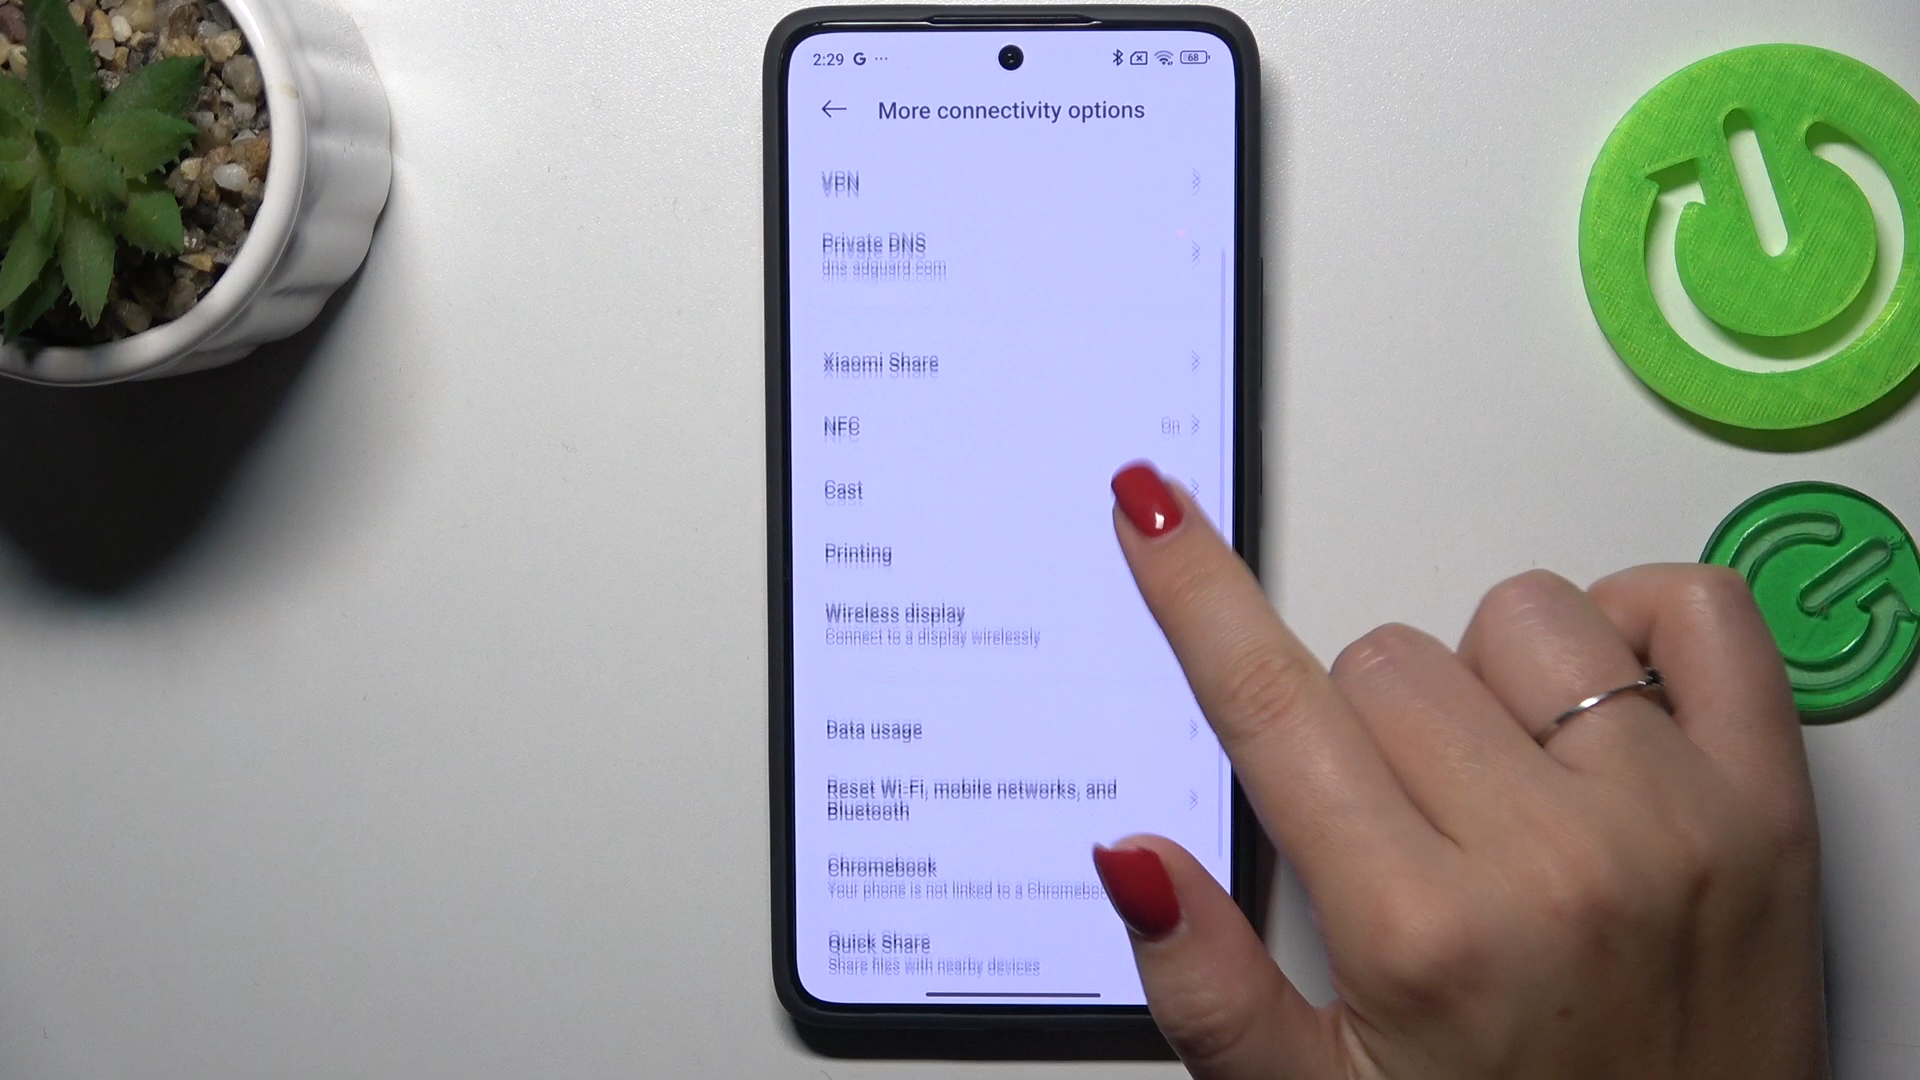 2:29 G ...
68
More connectivity options
VPN
Private DNS
dns.adguard.com
Xiaomi Share
NFC On
Cast
Printing
Wireless display
Connect to a display wirelessly
Data usage
Reset Wi-Fi, mobile networks, and
Bluetooth
Chromebook
Your phone is not linked to a Chromeboo
Quick Share
Share files with nearby devices